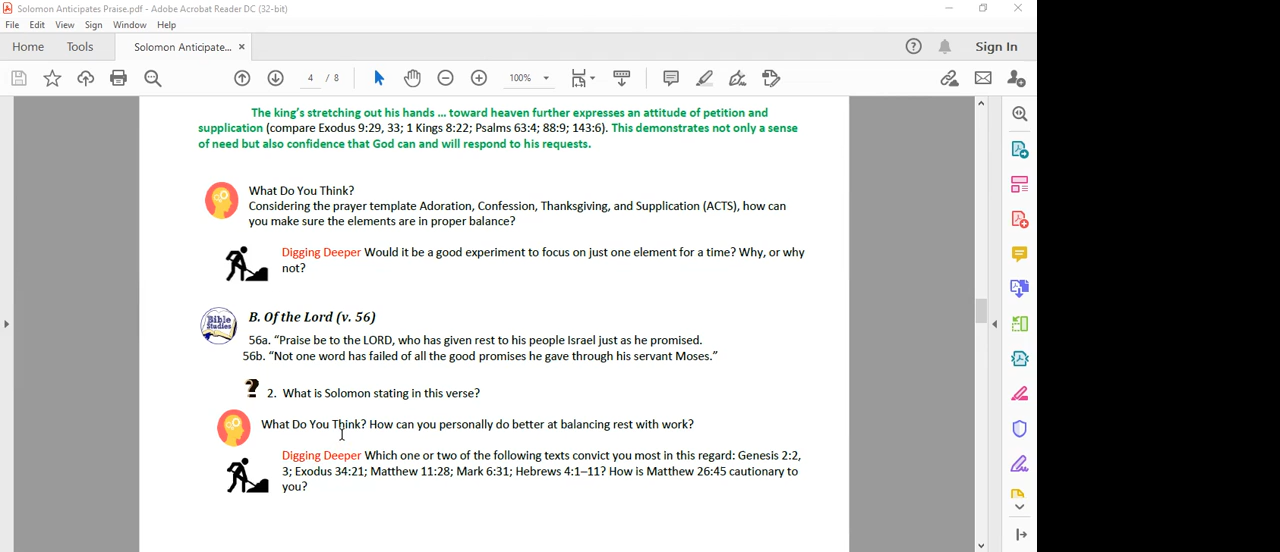 Solomon Anticipates Praise.pdf - Adobe Acrobat Reader DC (32-bit)
File Edit View Sign Window Help
Home Tools Solomon Anticipate... × Sign In
4 / 8 100%
The king's stretching out his hands ... toward heaven further expresses an attitude of petition and
supplication (compare Exodus 9:29, 33; 1 Kings 8:22; Psalms 63:4; 88:9; 143:6). This demonstrates not only a sense
of need but also confidence that God can and will respond to his requests.
What Do You Think?
Considering the prayer template Adoration, Confession, Thanksgiving, and Supplication (ACTS), how can
you make sure the elements are in proper balance?
Digging Deeper Would it be a good experiment to focus on just one element for a time? Why, or why
not?
Bible
Studies
B. Of the Lord (v. 56)
56a. “Praise be to the LORD, who has given rest to his people Israel just as he promised.
56b. “Not one word has failed of all the good promises he gave through his servant Moses.”
? 2. What is Solomon stating in this verse?
What Do You Think? How can you personally do better at balancing rest with work?
Digging Deeper Which one or two of the following texts convict you most in this regard: Genesis 2:2,
3; Exodus 34:21; Matthew 11:28; Mark 6:31; Hebrews 4:1–11? How is Matthew 26:45 cautionary to
you?